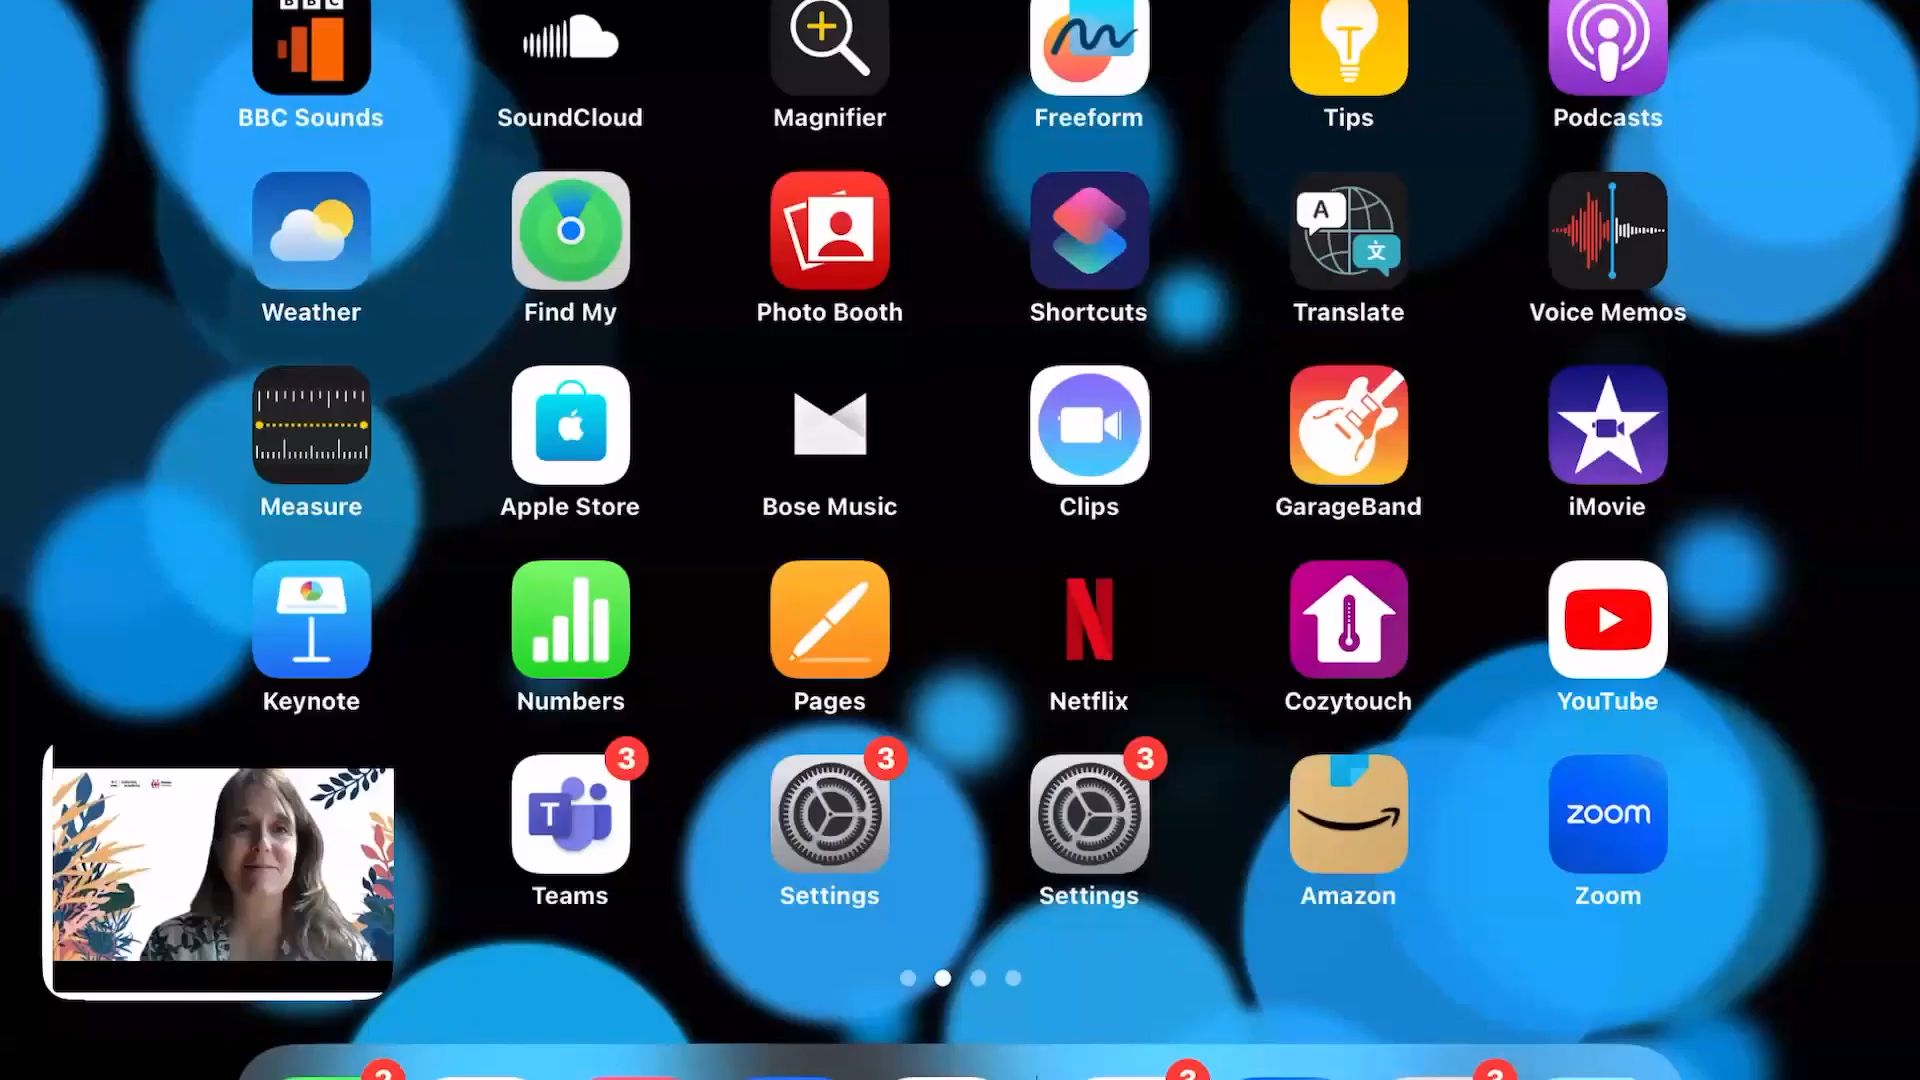 BBC
BBC Sounds
SoundCloud
Magnifier
Freeform
T
Tips
Podcasts
Weather
Find My
Photo Booth
Shortcuts
A
文
Translate
Voice Memos
Measure
Apple Store
Bose Music
Clips
GarageBand
iMovie
Keynote
Numbers
Pages
N
Netflix
Cozytouch
YouTube
3
T
Teams
3
Settings
3
Settings
Amazon
zoom
Zoom